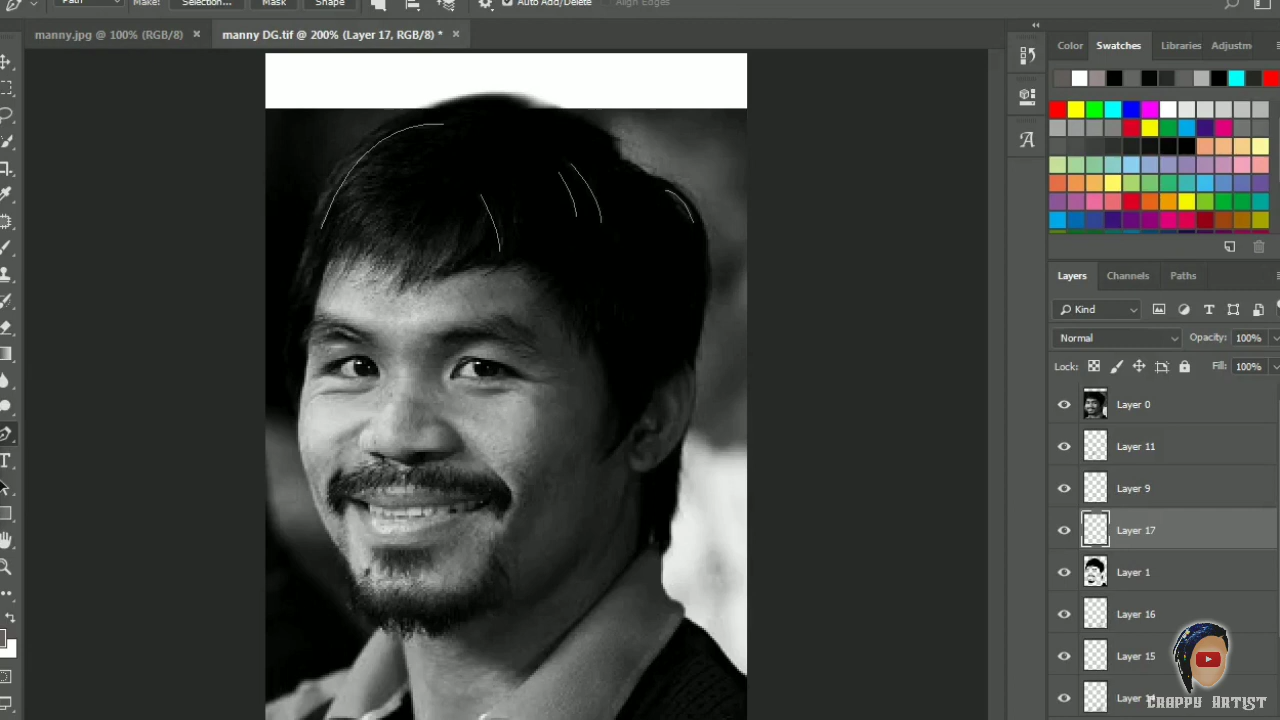 Path Make: Selection... Mask Shape Auto Add/Delete Align Edges
manny.jpg @ 100% (RGB/8) × manny DG.tif @ 200% (Layer 17, RGB/8) * ×
Color Swatches Libraries Adjustm
Layers Channels Paths
Kind
Normal Opacity: 100%
Lock: Fill: 100%
Layer 0
Layer 11
Layer 9
Layer 17
Layer 1
Layer 16
Layer 15
Layer
CRAPPY ARTIST